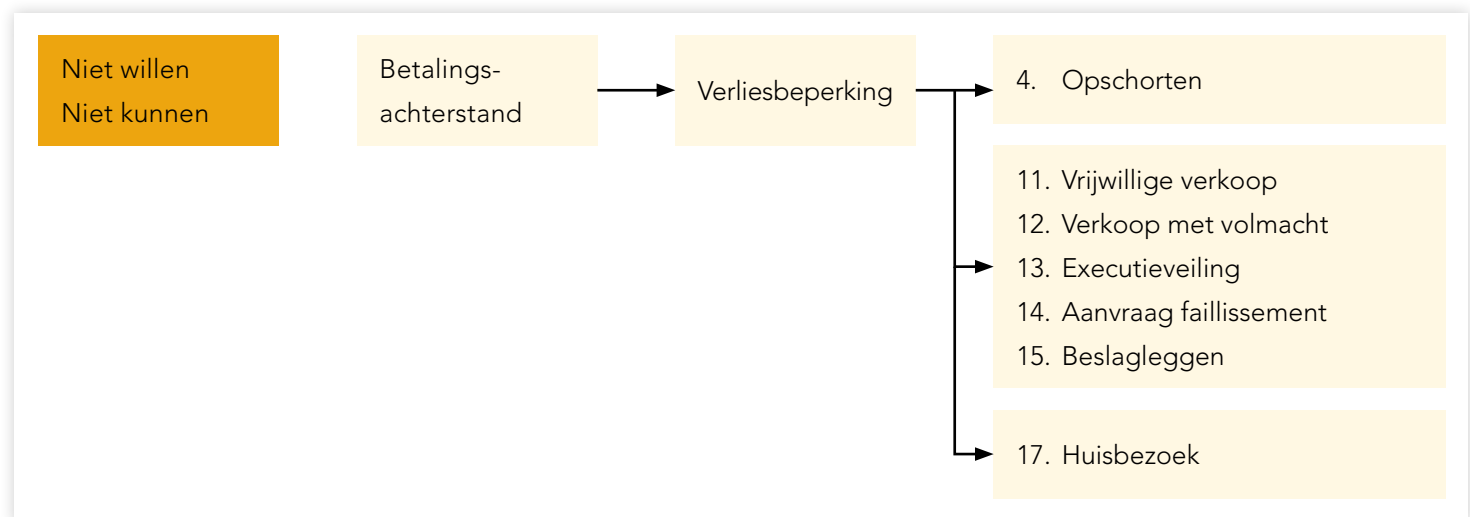 Niet willen
Niet kunnen
Betalings-
achterstand
Verliesbeperking
4. Opschorten
11. Vrijwillige verkoop
12. Verkoop met volmacht
13. Executieveiling
14. Aanvraag faillissement
15. Beslagleggen
17. Huisbezoek